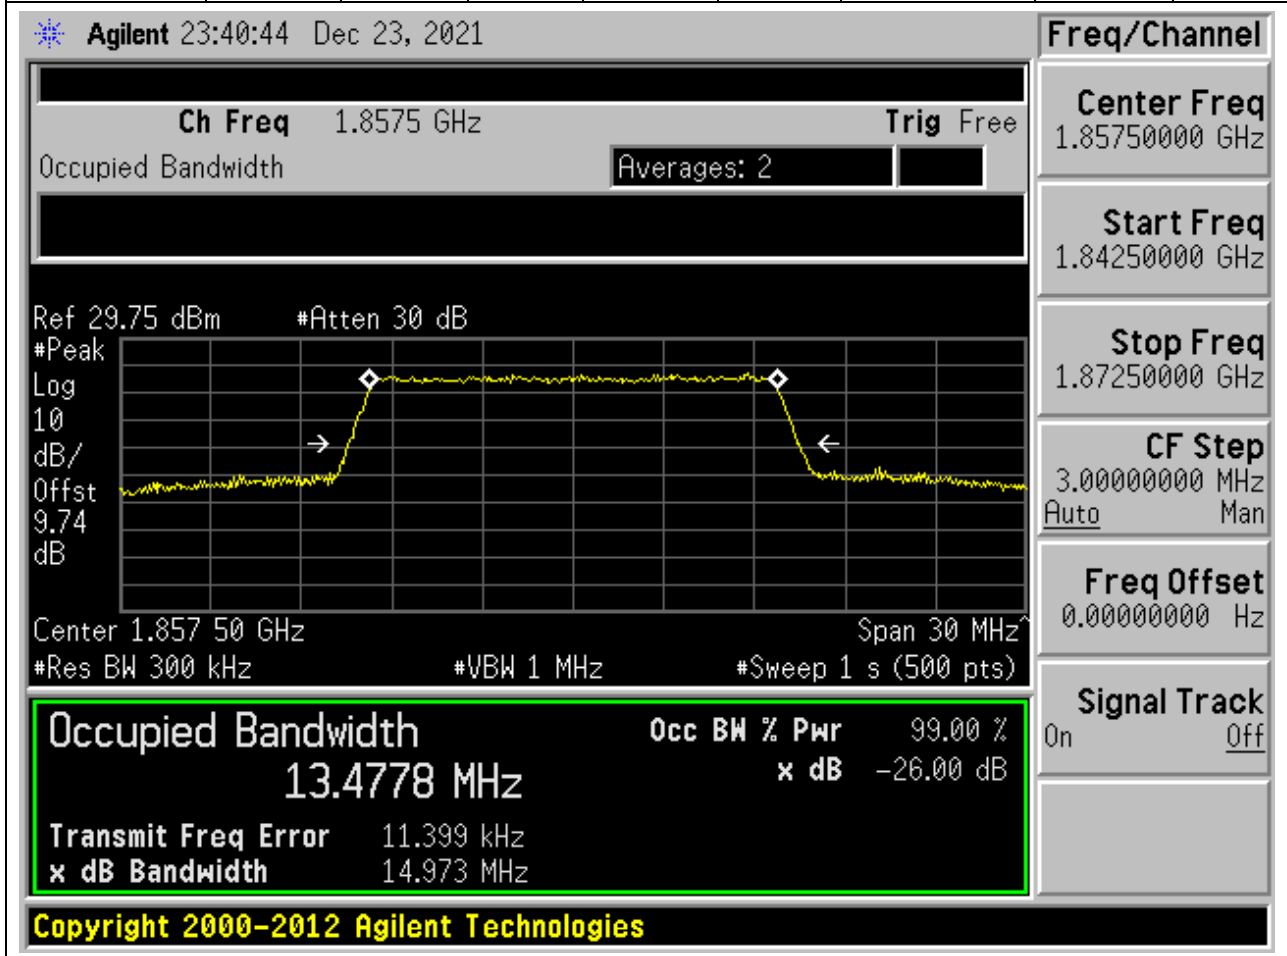 Agilent 23:40:44 Dec 23, 2021
Freq/Channel
Ch Freq 1.8575 GHz Trig Free
Occupied Bandwidth Averages: 2
Ref 29.75 dBm #Atten 30 dB
#Peak
Log
10
dB/
Offst
9.74
dB
Center 1.857 50 GHz Span 30 MHz^
#Res BW 300 kHz #VBW 1 MHz #Sweep 1 s (500 pts)
Occupied Bandwidth Occ BW % Pwr 99.00 %
13.4778 MHz x dB -26.00 dB
Transmit Freq Error 11.399 kHz
x dB Bandwidth 14.973 MHz
Copyright 2000-2012 Agilent Technologies
Center Freq
1.85750000 GHz
Start Freq
1.84250000 GHz
Stop Freq
1.87250000 GHz
CF Step
3.00000000 MHz
Auto Man
Freq Offset
0.00000000 Hz
Signal Track
On Off